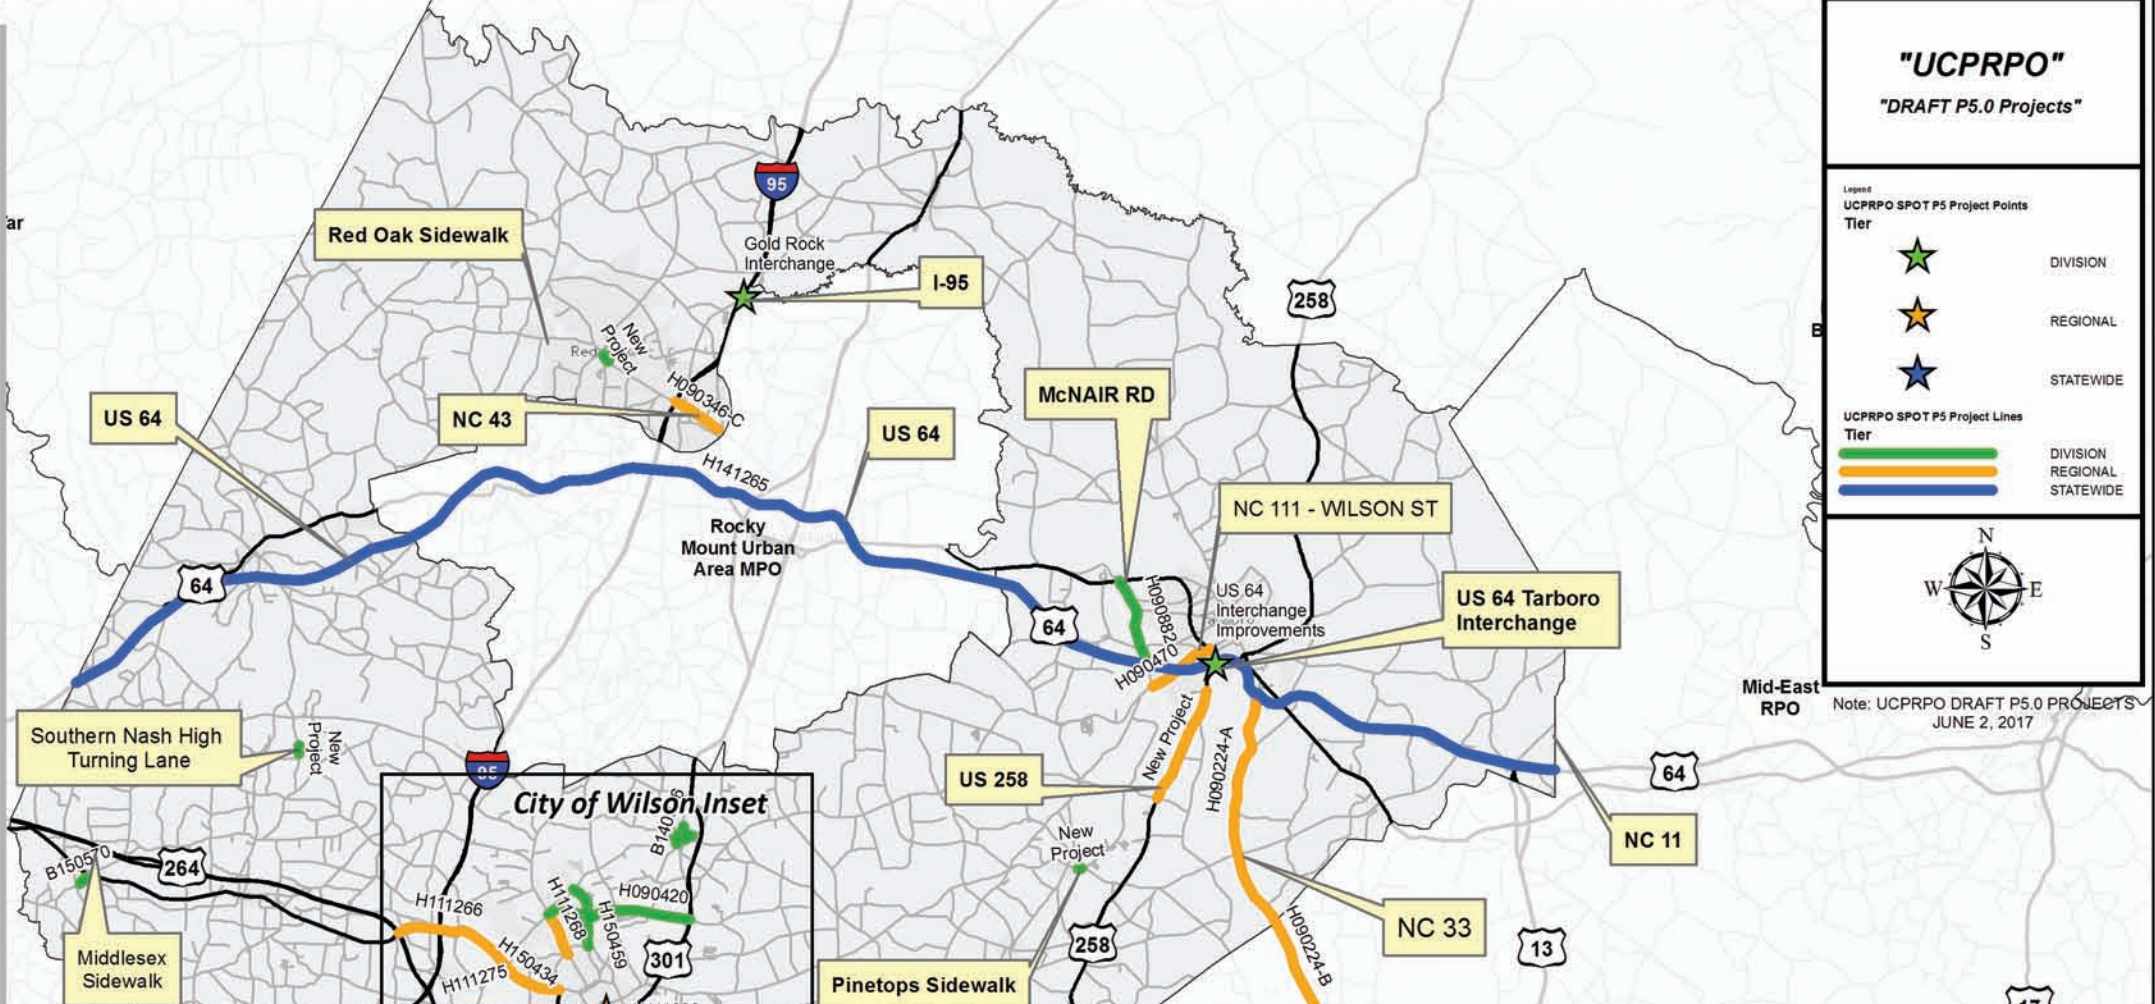 "UCPRPO"
"DRAFT P5.0 Projects"
Legend
UCPRPO SPOT P5 Project Points
Tier
DIVISION
REGIONAL
STATEWIDE
UCPRPO SPOT P5 Project Lines
Tier
DIVISION
REGIONAL
STATEWIDE
N
W
E
S
Note: UCPRPO DRAFT P5.0 PROJECTS
JUNE 2, 2017
95
Red Oak Sidewalk
Gold Rock
Interchange
I-95
258
New
Project
Red
H090346-C
NC 43
US 64
US 64
McNAIR RD
H141265
NC 111 - WILSON ST
Rocky
Mount Urban
Area MPO
64
64
H090882
US 64
Interchange
Improvements
US 64 Tarboro
Interchange
H090470
Mid-East
RPO
Southern Nash High
Turning Lane
New
Project
95
New Project
H090224-A
US 258
64
City of Wilson Inset
New
Project
NC 11
B150570
264
H111266
H111268
H150459
H090420
NC 33
H090224-B
Middlesex
Sidewalk
H150434
H111275
301
258
13
Pinetops Sidewalk
17